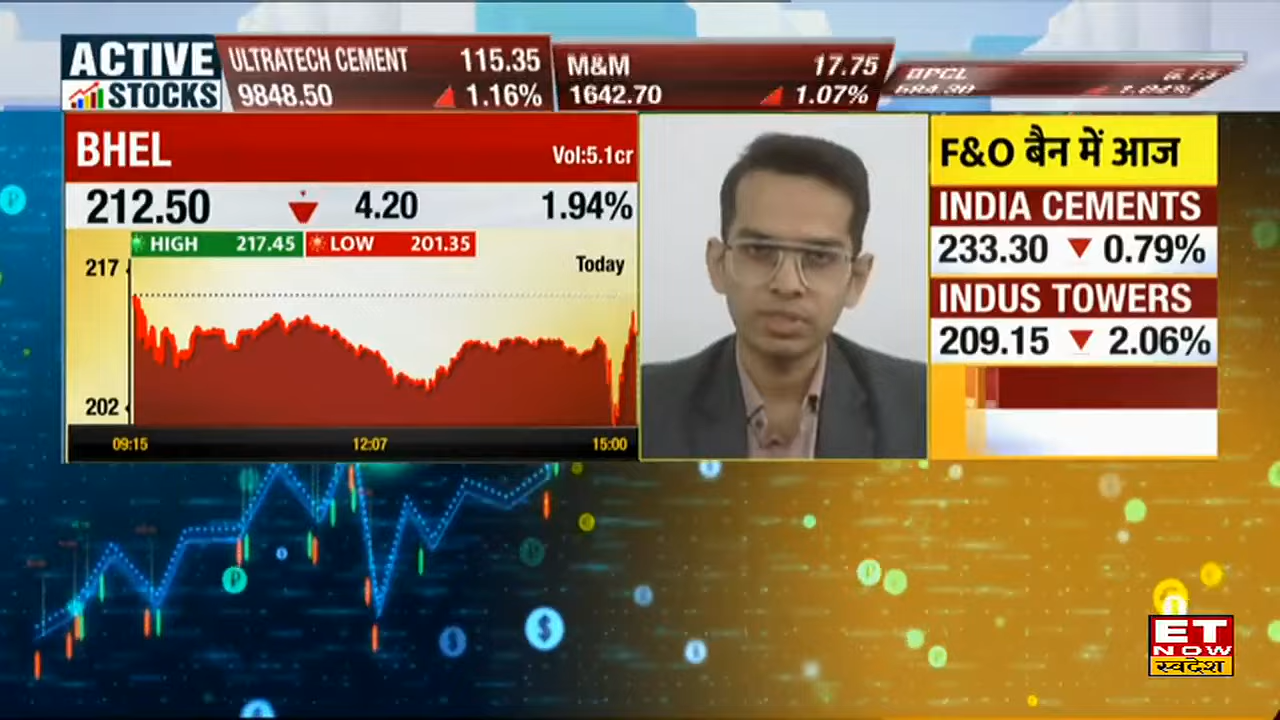 ACTIVE
STOCKS
ULTRATECH CEMENT 115.35
9848.50 1.16%
M&M 17.75
1642.70 1.07%
BHEL
Vol:5.1cr
212.50 4.20 1.94%
HIGH 217.45 LOW 201.35
Today
217
202
09:15 12:07 15:00
F&O बैन में आज
INDIA CEMENTS
233.30 0.79%
INDUS TOWERS
209.15 2.06%
ET
NOW
स्वदेश